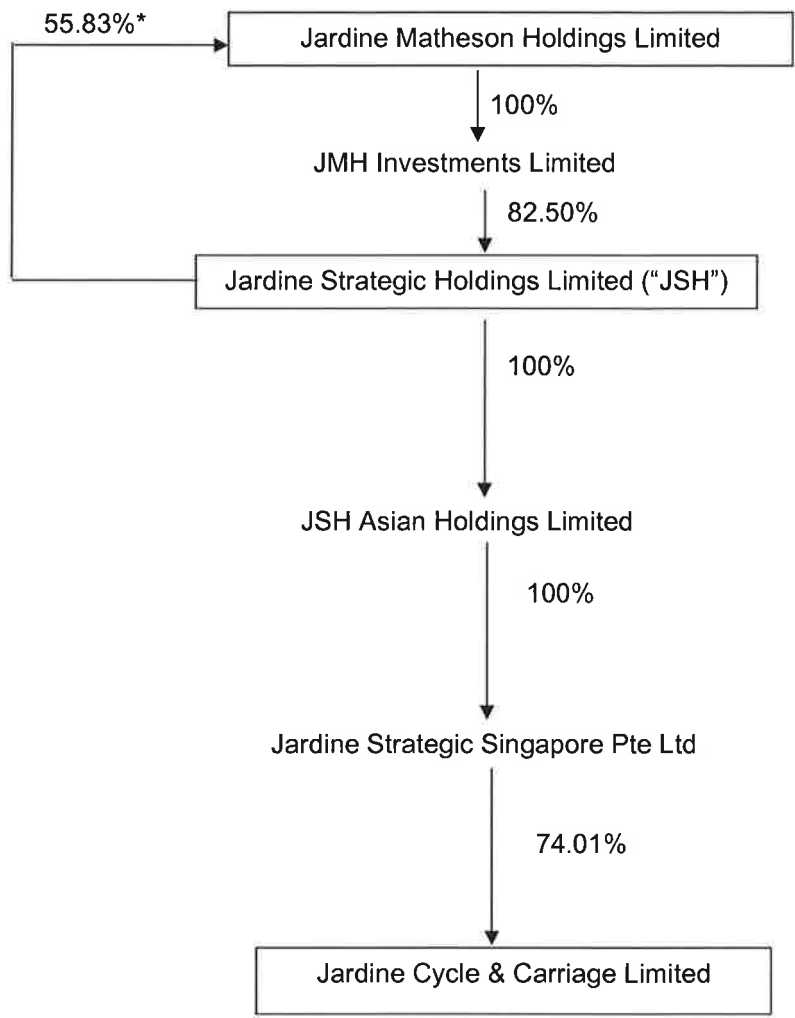 55.83%*
Jardine Matheson Holdings Limited
100%
JMH Investments Limited
82.50%
Jardine Strategic Holdings Limited (“JSH”)
100%
JSH Asian Holdings Limited
100%
Jardine Strategic Singapore Pte Ltd
74.01%
Jardine Cycle & Carriage Limited